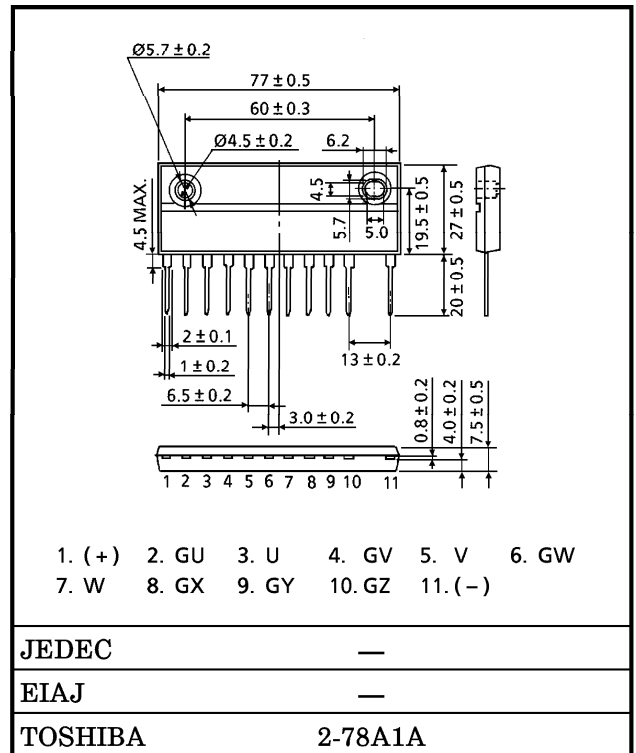 Ø5.7 ± 0.2
77 ± 0.5
60 ± 0.3
Ø4.5 ± 0.2
6.2
4.5 MAX.
4.5
5.7
5.0
19.5 ± 0.5
27 ± 0.5
20 ± 0.5
2 ± 0.1
1 ± 0.2
13 ± 0.2
6.5 ± 0.2
3.0 ± 0.2
0.8 ± 0.2
4.0 ± 0.2
7.5 ± 0.5
1 2 3 4 5 6 7 8 9 10 11
1. (+) 2. GU 3. U 4. GV 5. V 6. GW
7. W 8. GX 9. GY 10. GZ 11. (−)
JEDEC —
EIAJ —
TOSHIBA 2-78A1A